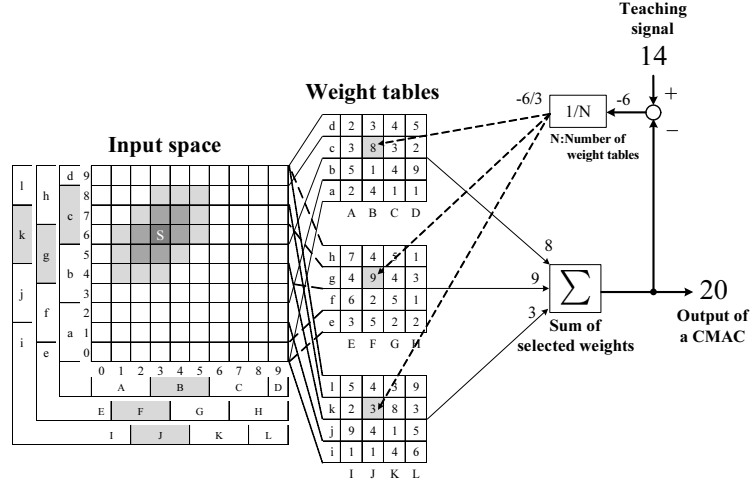 Teaching
signal
14
+
−
-6
1/N
-6/3
N:Number of
weight tables
Weight tables
d 2 3 4 5
c 3 8 3 2
b 5 1 4 9
a 2 4 1 1
A B C D
h 7 4 5 1
g 4 9 4 3
f 6 2 5 1
e 3 5 2 2
E F G H
l 5 4 3 9
k 2 3 8 3
j 9 4 1 5
i 1 1 4 6
I J K L
8
9
3
Σ
Sum of
selected weights
20
Output of
a CMAC
Input space
l
k
j
i
h
g
f
e
d
c
b
a
9
8
7
6
5
4
3
2
1
0
S
0 1 2 3 4 5 6 7 8 9
A B C D
E F G H
I J K L